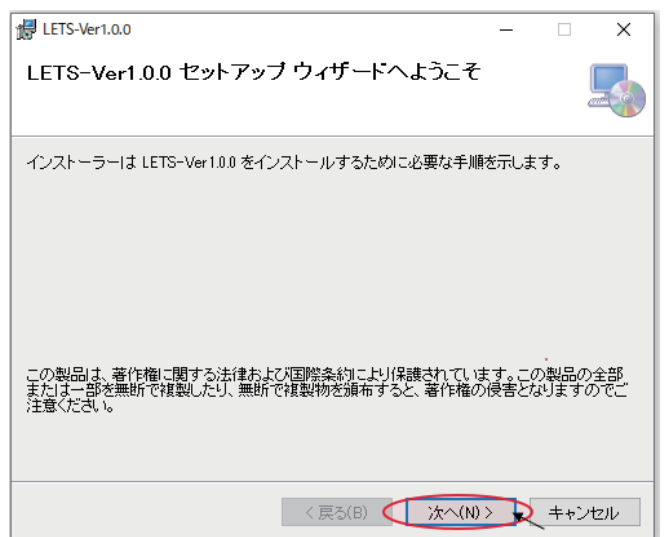 LETS-Ver1.0.0
LETS-Ver1.0.0 セットアップ ウィザードへようこそ
インストーラーは LETS-Ver1.0.0 をインストールするために必要な手順を示します。
この製品は、著作権に関する法律および国際条約により保護されています。この製品の全部
または一部を無断で複製したり、無断で複製物を頒布すると、著作権の侵害となりますのでご
注意ください。
< 戻る(B)
次へ(N) >
キャンセル